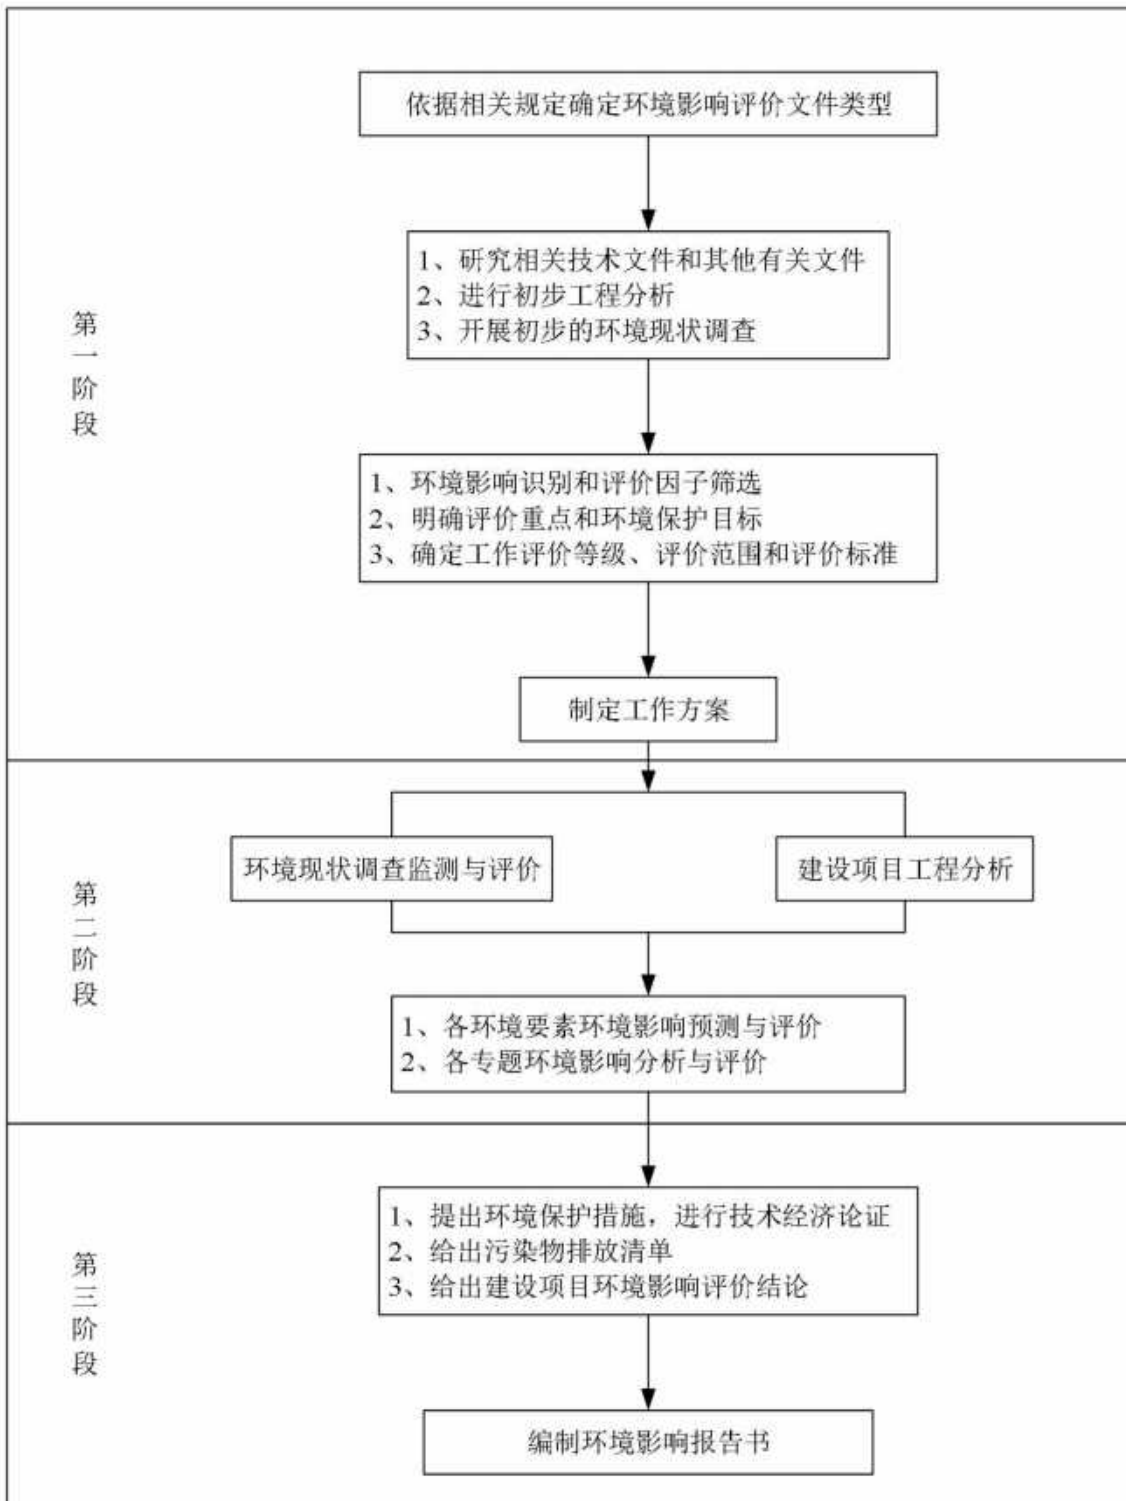 依据相关规定确定环境影响评价文件类型
1、研究相关技术文件和其他有关文件
2、进行初步工程分析
3、开展初步的环境现状调查
第一阶段
1、环境影响识别和评价因子筛选
2、明确评价重点和环境保护目标
3、确定工作评价等级、评价范围和评价标准
制定工作方案
环境现状调查监测与评价
建设项目工程分析
第二阶段
1、各环境要素环境影响预测与评价
2、各专题环境影响分析与评价
1、提出环境保护措施，进行技术经济论证
2、给出污染物排放清单
3、给出建设项目环境影响评价结论
第三阶段
编制环境影响报告书